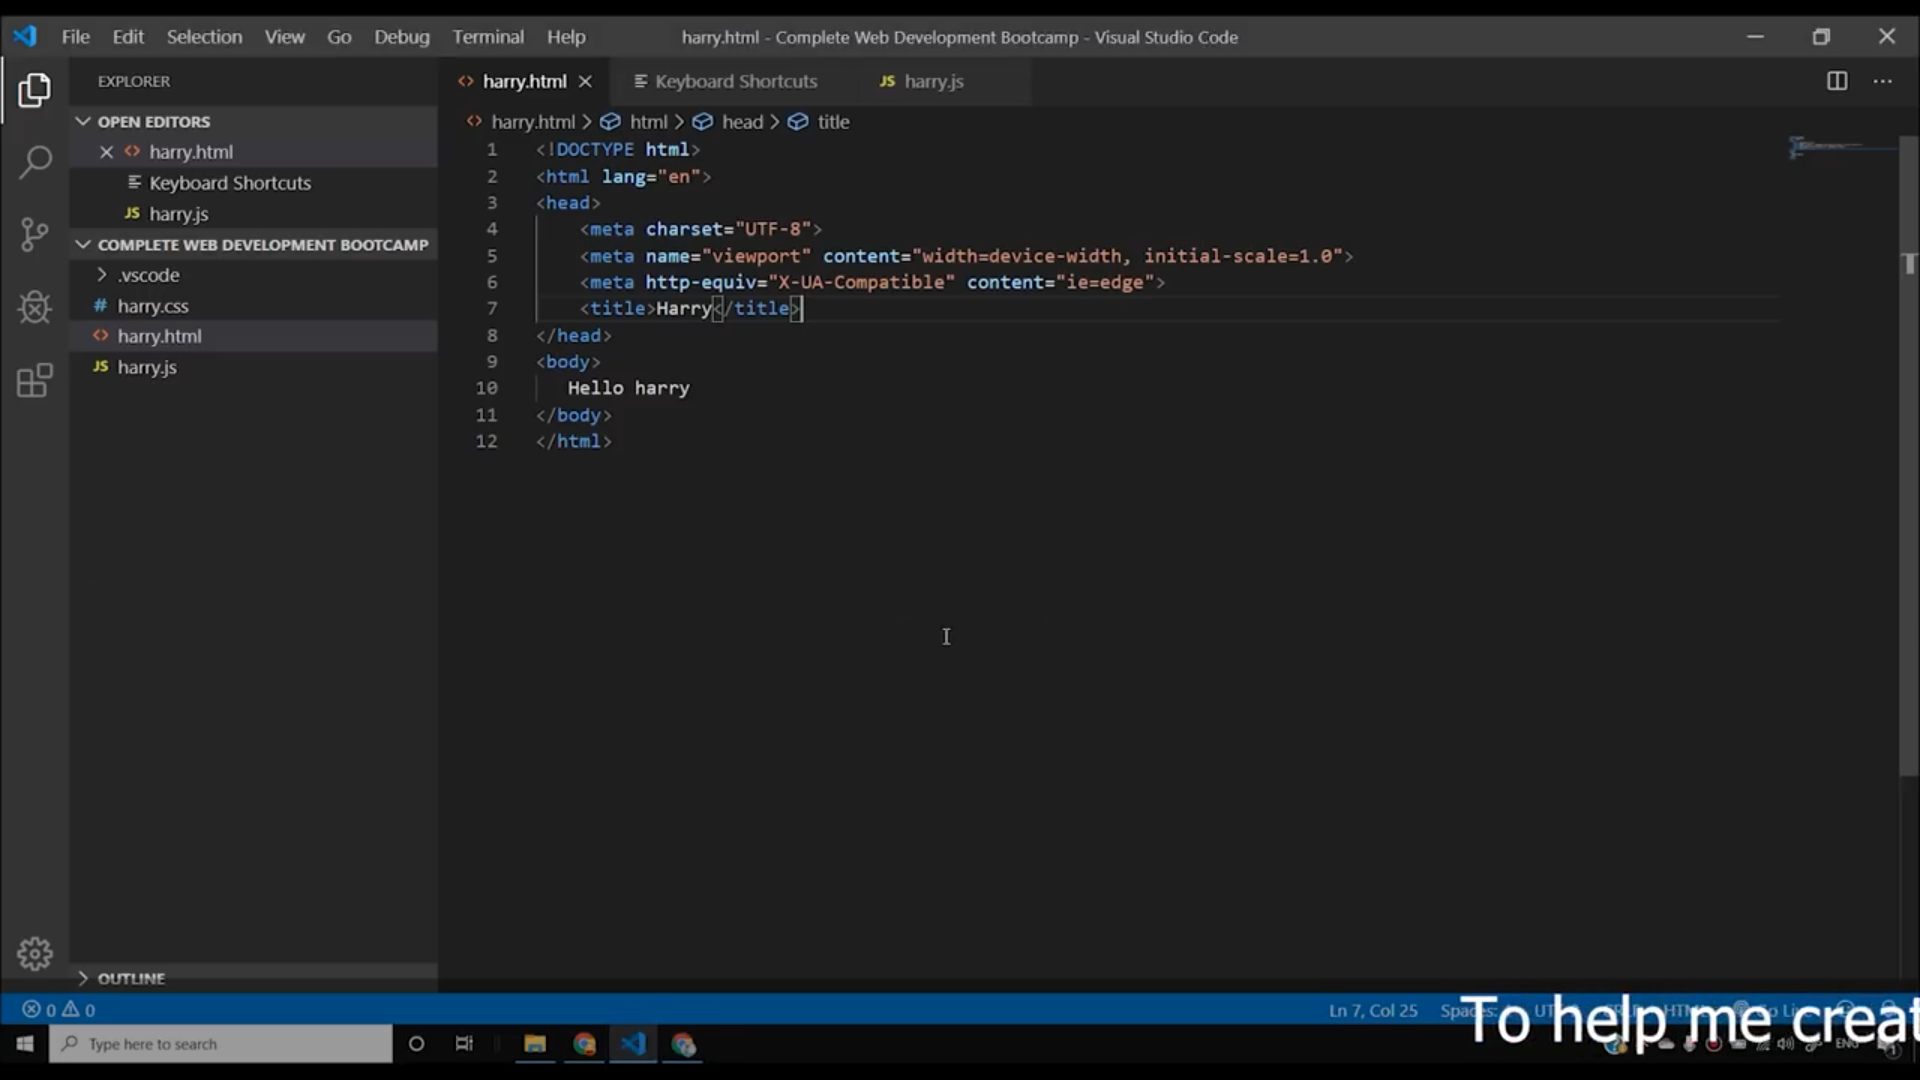 File Edit Selection View Go Debug Terminal Help
harry.html - Complete Web Development Bootcamp - Visual Studio Code
EXPLORER
OPEN EDITORS
harry.html
Keyboard Shortcuts
JS harry.js
COMPLETE WEB DEVELOPMENT BOOTCAMP
.vscode
# harry.css
harry.html
JS harry.js
OUTLINE
harry.html
Keyboard Shortcuts
JS harry.js
harry.html > html > head > title
1 <!DOCTYPE html>
2 <html lang="en">
3 <head>
4 <meta charset="UTF-8">
5 <meta name="viewport" content="width=device-width, initial-scale=1.0">
6 <meta http-equiv="X-UA-Compatible" content="ie=edge">
7 <title>Harry</title>
8 </head>
9 <body>
10 Hello harry
11 </body>
12 </html>
0 0
Ln 7, Col 25
To help me creat
Type here to search
ENG